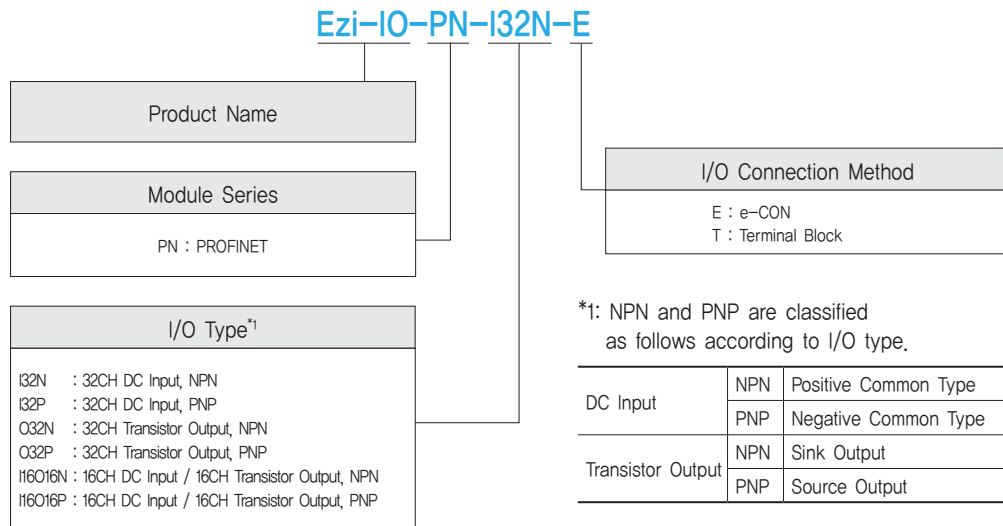 Ezi-IO-PN-I32N-E
Product Name
Module Series
PN : PROFINET
I/O Type*1
I32N : 32CH DC Input, NPN
I32P : 32CH DC Input, PNP
O32N : 32CH Transistor Output, NPN
O32P : 32CH Transistor Output, PNP
I16O16N : 16CH DC Input / 16CH Transistor Output, NPN
I16O16P : 16CH DC Input / 16CH Transistor Output, PNP
I/O Connection Method
E : e-CON
T : Terminal Block
*1: NPN and PNP are classified
as follows according to I/O type.
DC Input NPN Positive Common Type
PNP Negative Common Type
Transistor Output NPN Sink Output
PNP Source Output